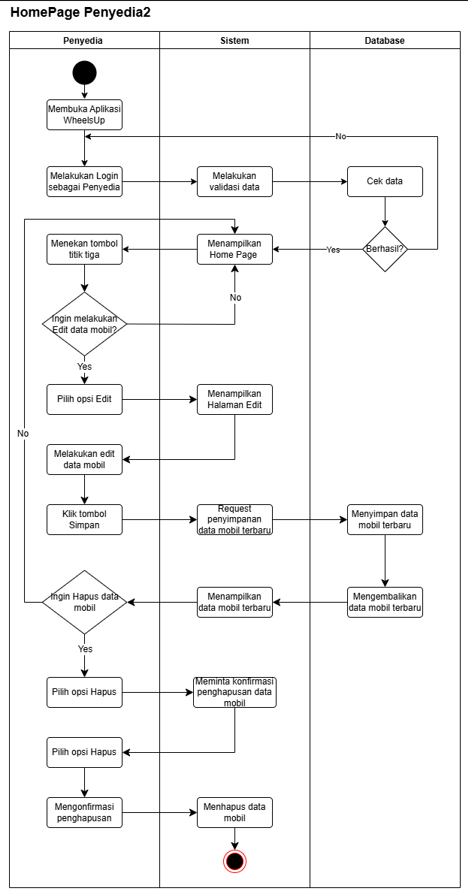 HomePage Penyedia2
Penyedia
Sistem
Database
Membuka Aplikasi
WheelsUp
No
Melakukan Login
sebagai Penyedia
Melakukan
validasi data
Cek data
Menekan tombol
titik tiga
Menampilkan
Home Page
Yes
Berhasil?
No
Ingin melakukan
Edit data mobil?
Yes
Pilih opsi Edit
Menampilkan
Halaman Edit
No
Melakukan edit
data mobil
Klik tombol
Simpan
Request
penyimpanan
data mobil terbaru
Menyimpan data
mobil terbaru
Ingin Hapus data
mobil
Menampilkan
data mobil terbaru
Mengembalikan
data mobil terbaru
Yes
Pilih opsi Hapus
Meminta konfirmasi
penghapusan data
mobil
Pilih opsi Hapus
Mengonfirmasi
penghapusan
Menhapus data
mobil